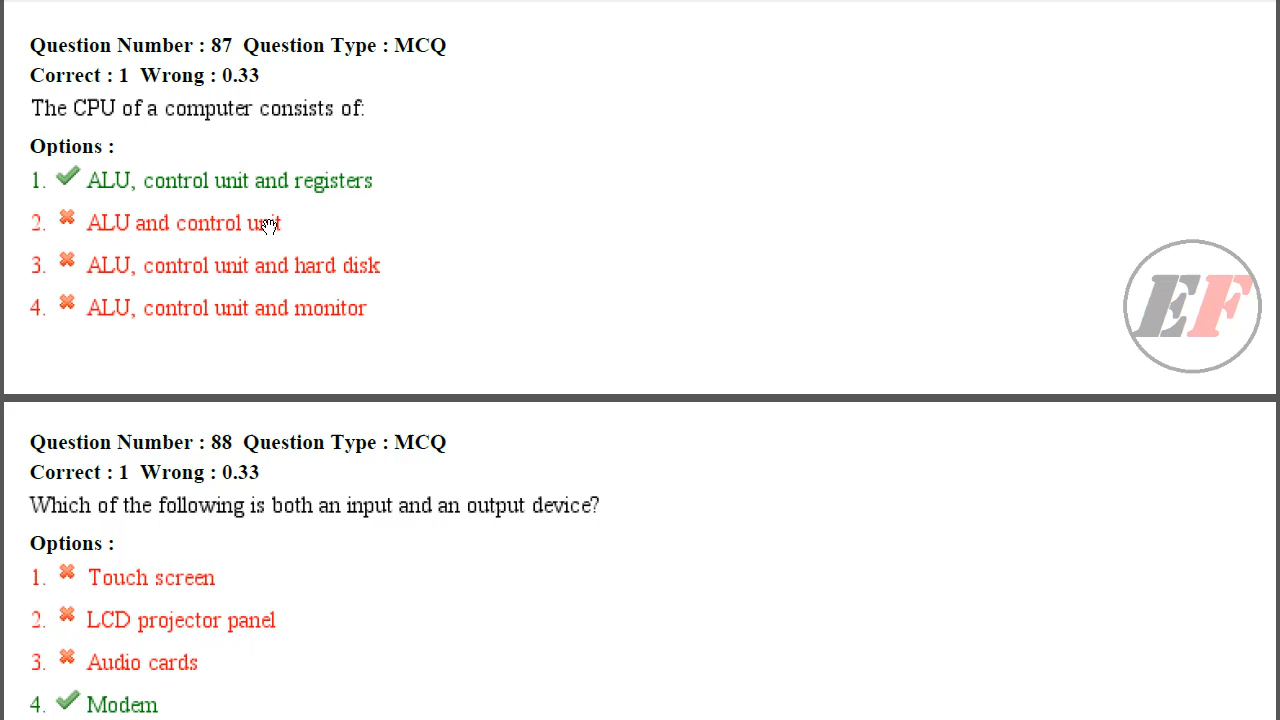 Question Number : 87 Question Type : MCQ
Correct : 1 Wrong : 0.33
The CPU of a computer consists of:
Options :
1. ALU, control unit and registers
2. ALU and control unit
3. ALU, control unit and hard disk
4. ALU, control unit and monitor
EF
Question Number : 88 Question Type : MCQ
Correct : 1 Wrong : 0.33
Which of the following is both an input and an output device?
Options :
1. Touch screen
2. LCD projector panel
3. Audio cards
4. Modem